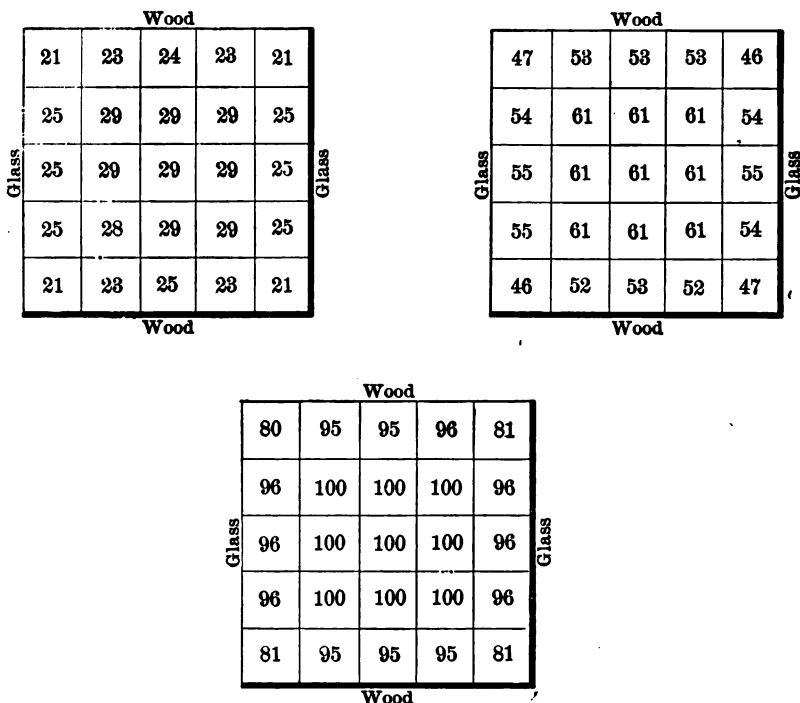 Wood
21 23 24 23 21
25 29 29 29 25
Glass 25 29 29 29 25 Glass
25 28 29 29 25
21 23 25 23 21
Wood
Wood
47 53 53 53 46
54 61 61 61 54
Glass 55 61 61 61 55 Glass
55 61 61 61 54
46 52 53 52 47
Wood
Wood
80 95 95 96 81
96 100 100 100 96
Glass 96 100 100 100 96 Glass
96 100 100 100 96
81 95 95 95 81
Wood